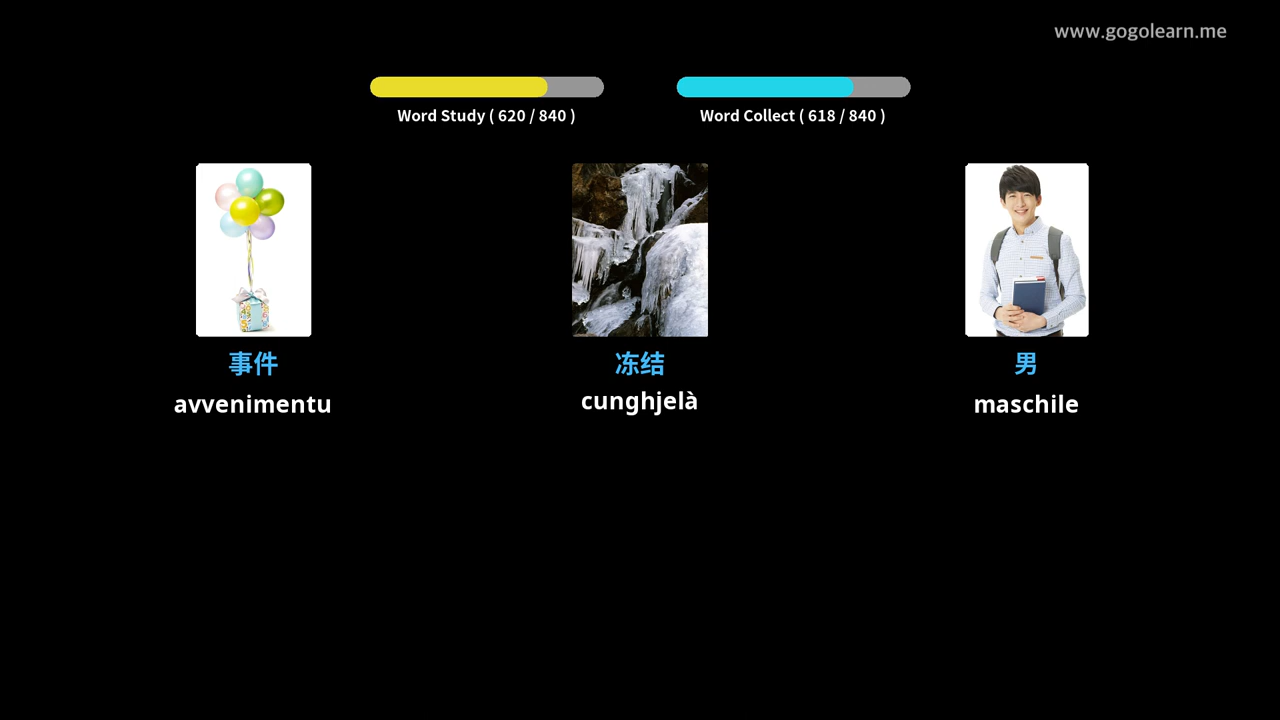 www.gogolearn.me
Word Study ( 620 / 840 )
Word Collect ( 618 / 840 )
事件
冻结
男
avvenimentu
cunghjelà
maschile